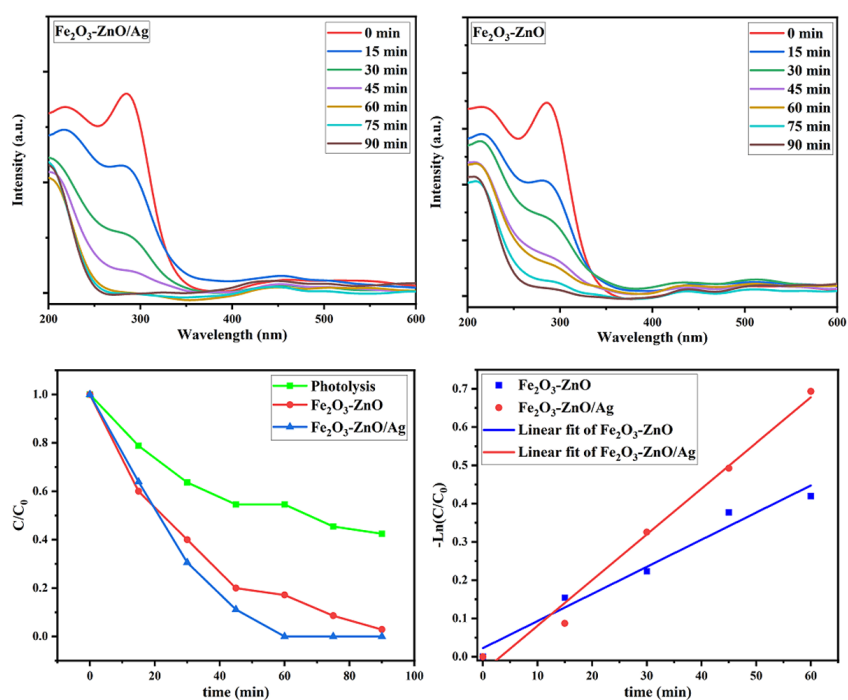 Fe₂O₃-ZnO/Ag
0 min
15 min
30 min
45 min
60 min
75 min
90 min
Intensity (a.u.)
200 300 400 500 600
Wavelength (nm)
Fe₂O₃-ZnO
0 min
15 min
30 min
45 min
60 min
75 min
90 min
Intensity (a.u.)
200 300 400 500 600
Wavelength (nm)
Photolysis
Fe₂O₃-ZnO
Fe₂O₃-ZnO/Ag
C/C₀
1.0
0.8
0.6
0.4
0.2
0.0
0 20 40 60 80 100
time (min)
Fe₂O₃-ZnO
Fe₂O₃-ZnO/Ag
Linear fit of Fe₂O₃-ZnO
Linear fit of Fe₂O₃-ZnO/Ag
-Ln(C/C₀)
0.7
0.6
0.5
0.4
0.3
0.2
0.1
0.0
0 10 20 30 40 50 60
time (min)